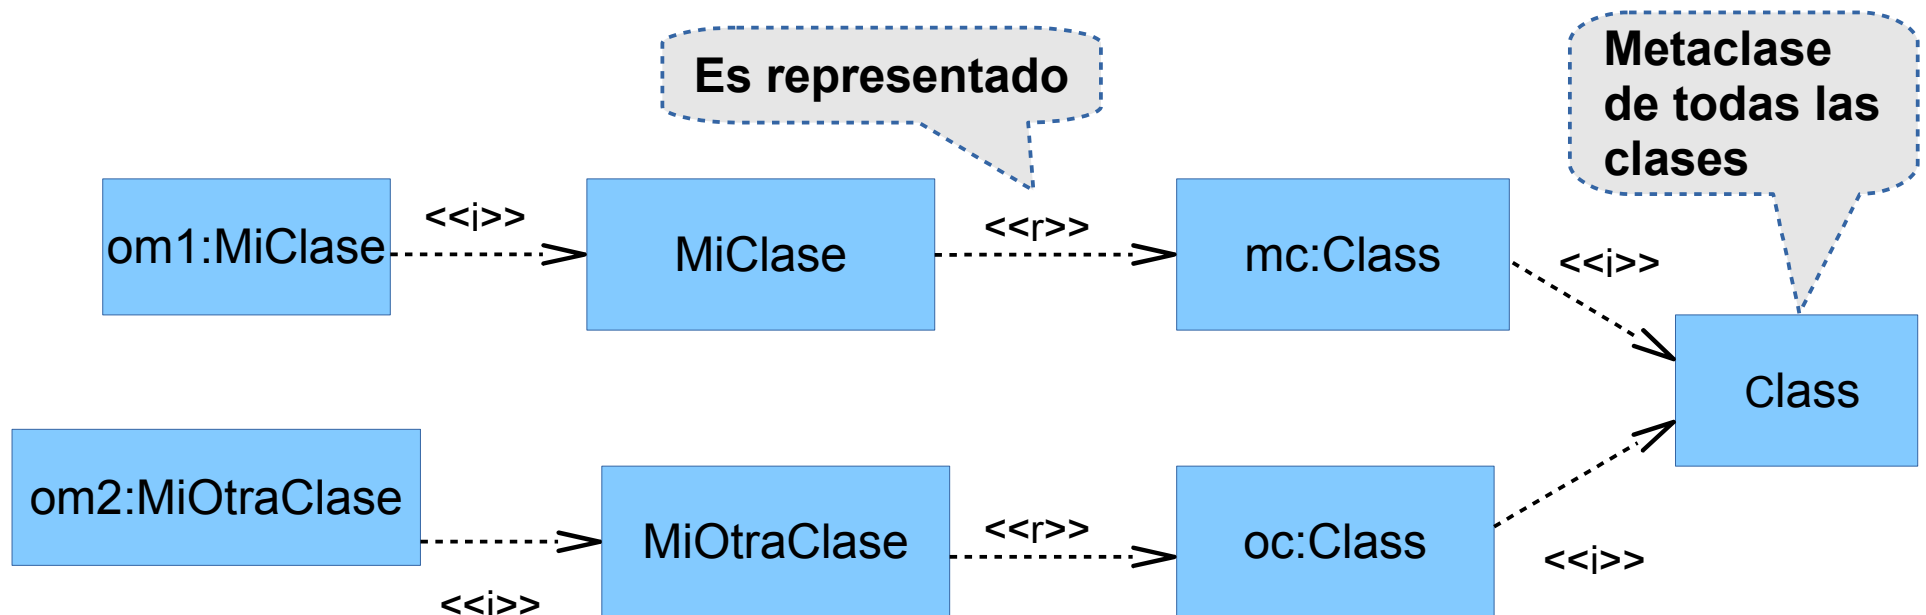 Es representado
Metaclase
de todas las
clases
om1:MiClase
<<i>>
MiClase
<<r>>
mc:Class
<<i>>
Class
om2:MiOtraClase
<<i>>
MiOtraClase
<<r>>
oc:Class
<<i>>